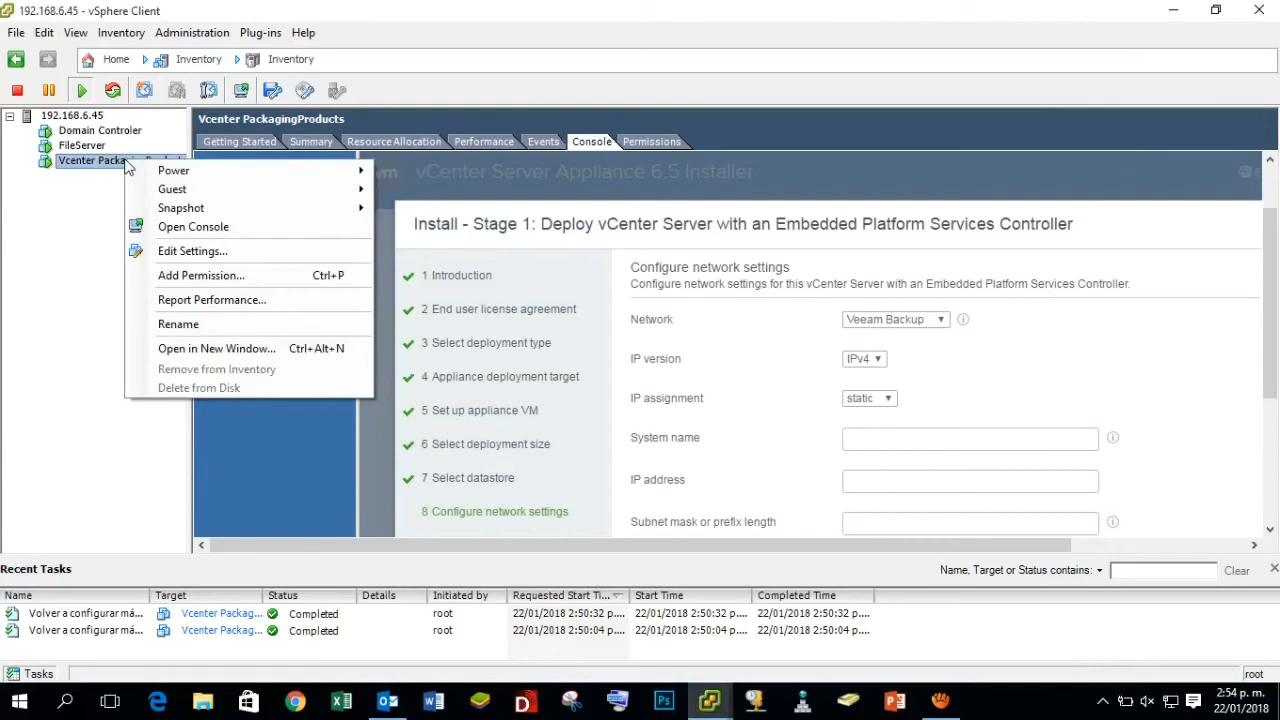 192.168.6.45 - vSphere Client
File Edit View Inventory Administration Plug-ins Help
Home Inventory Inventory
192.168.6.45
Domain Controler
FileServer
Vcenter Packa
Power
Guest
Snapshot
Open Console
Edit Settings...
Add Permission... Ctrl+P
Report Performance...
Rename
Open in New Window... Ctrl+Alt+N
Remove from Inventory
Delete from Disk
Vcenter PackagingProducts
Getting Started Summary Resource Allocation Performance Events Console Permissions
vCenter Server Appliance 6.5 Installer
Install - Stage 1: Deploy vCenter Server with an Embedded Platform Services Controller
1 Introduction
2 End user license agreement
3 Select deployment type
4 Appliance deployment target
5 Set up appliance VM
6 Select deployment size
7 Select datastore
8 Configure network settings
Configure network settings
Configure network settings for this vCenter Server with an Embedded Platform Services Controller.
Network Veeam Backup
IP version IPv4
IP assignment static
System name
IP address
Subnet mask or prefix length
Recent Tasks
Name, Target or Status contains: Clear
Name Target Status Details Initiated by Requested Start Ti... Start Time Completed Time
Volver a configurar má... Vcenter Packag... Completed root 22/01/2018 2:50:32 p.... 22/01/2018 2:50:32 p.... 22/01/2018 2:50:32 p....
Volver a configurar má... Vcenter Packag... Completed root 22/01/2018 2:50:04 p.... 22/01/2018 2:50:04 p.... 22/01/2018 2:50:04 p....
Tasks
root
2:54 p. m.
22/01/2018